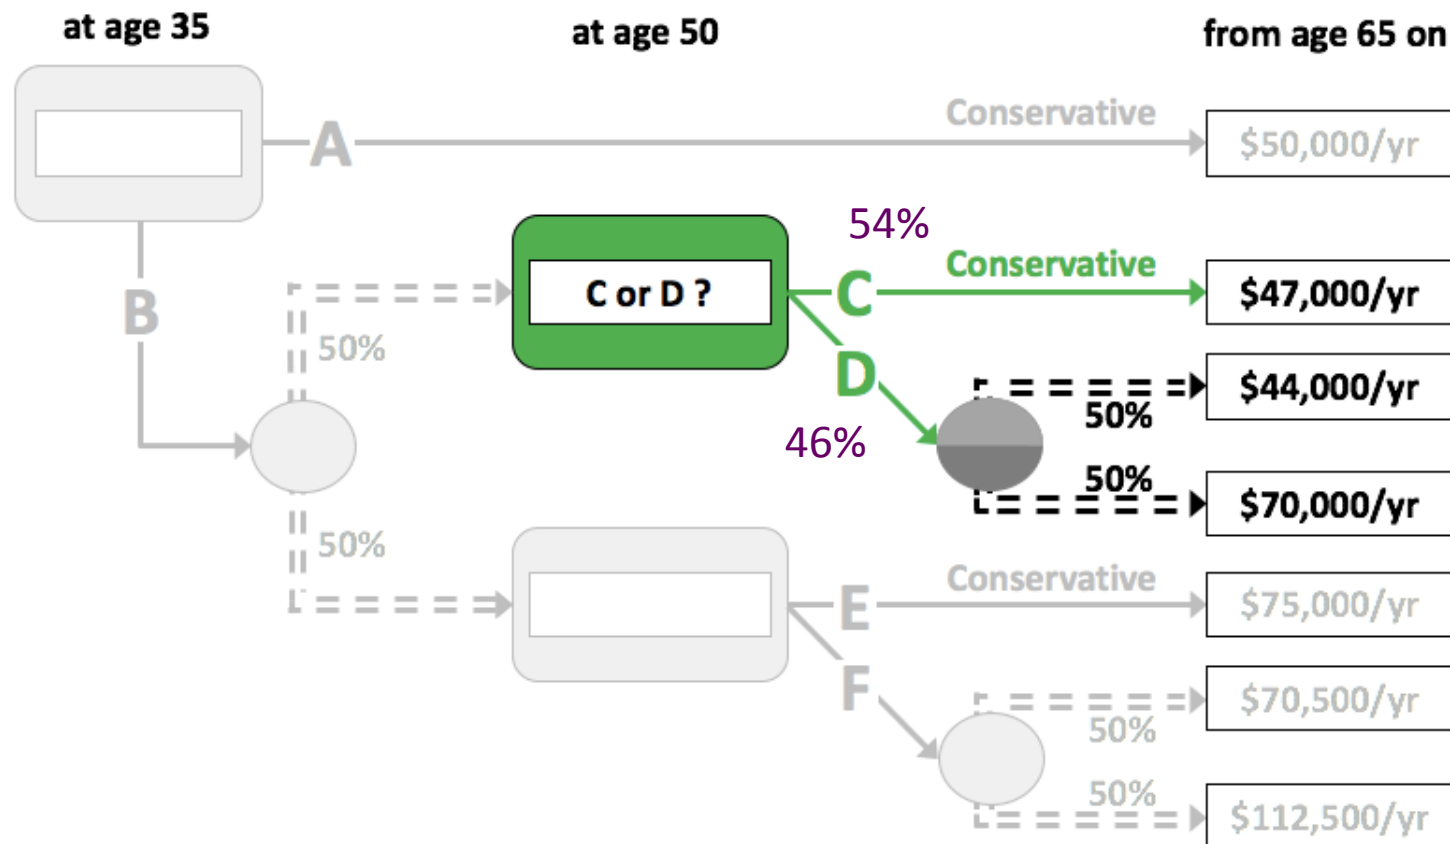 at age 35
at age 50
from age 65 on
A
Conservative
$50,000/yr
54%
B
50%
C or D ?
C
Conservative
$47,000/yr
D
46%
50%
$44,000/yr
50%
$70,000/yr
50%
E
Conservative
$75,000/yr
F
50%
$70,500/yr
50%
$112,500/yr